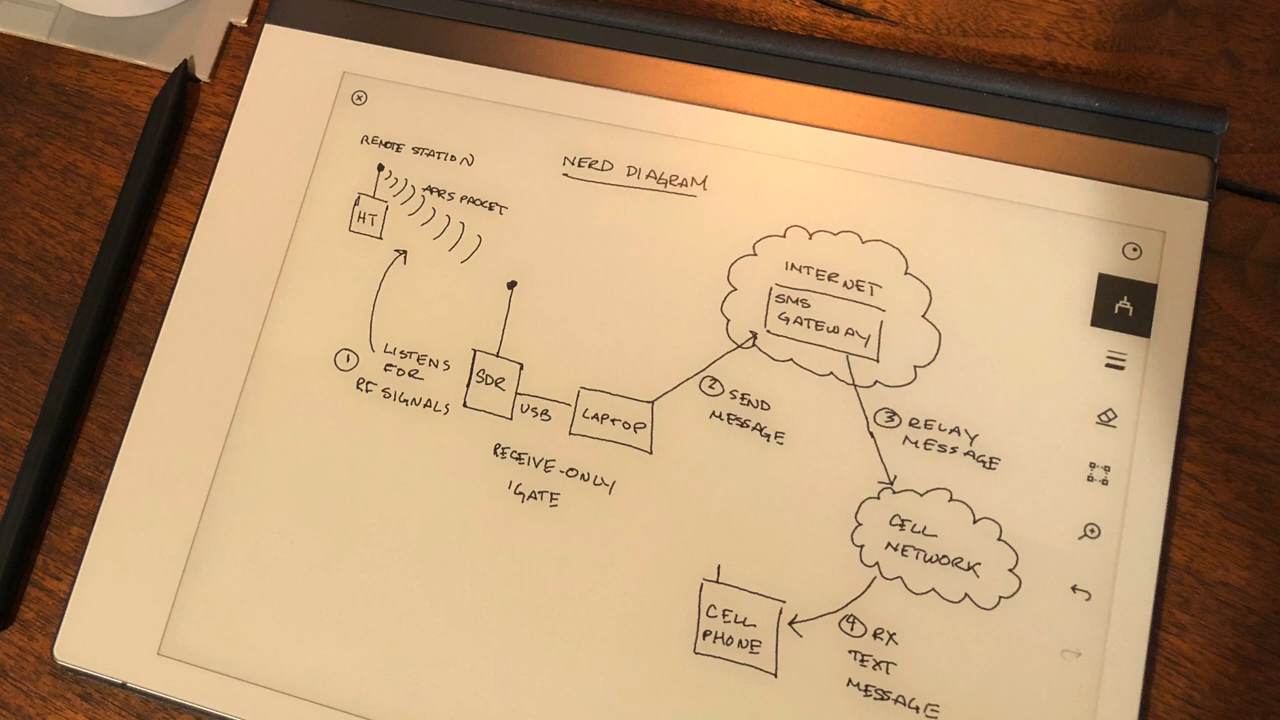 NERD DIAGRAM
REMOTE STATION
APRS PACKET
HT
1
LISTENS
FOR
RF SIGNALS
SDR
USB
LAPTOP
RECEIVE-ONLY
IGATE
2 SEND
MESSAGE
INTERNET
SMS
GATEWAY
3 RELAY
MESSAGE
CELL
NETWORK
4 RX
TEXT
MESSAGE
CELL
PHONE